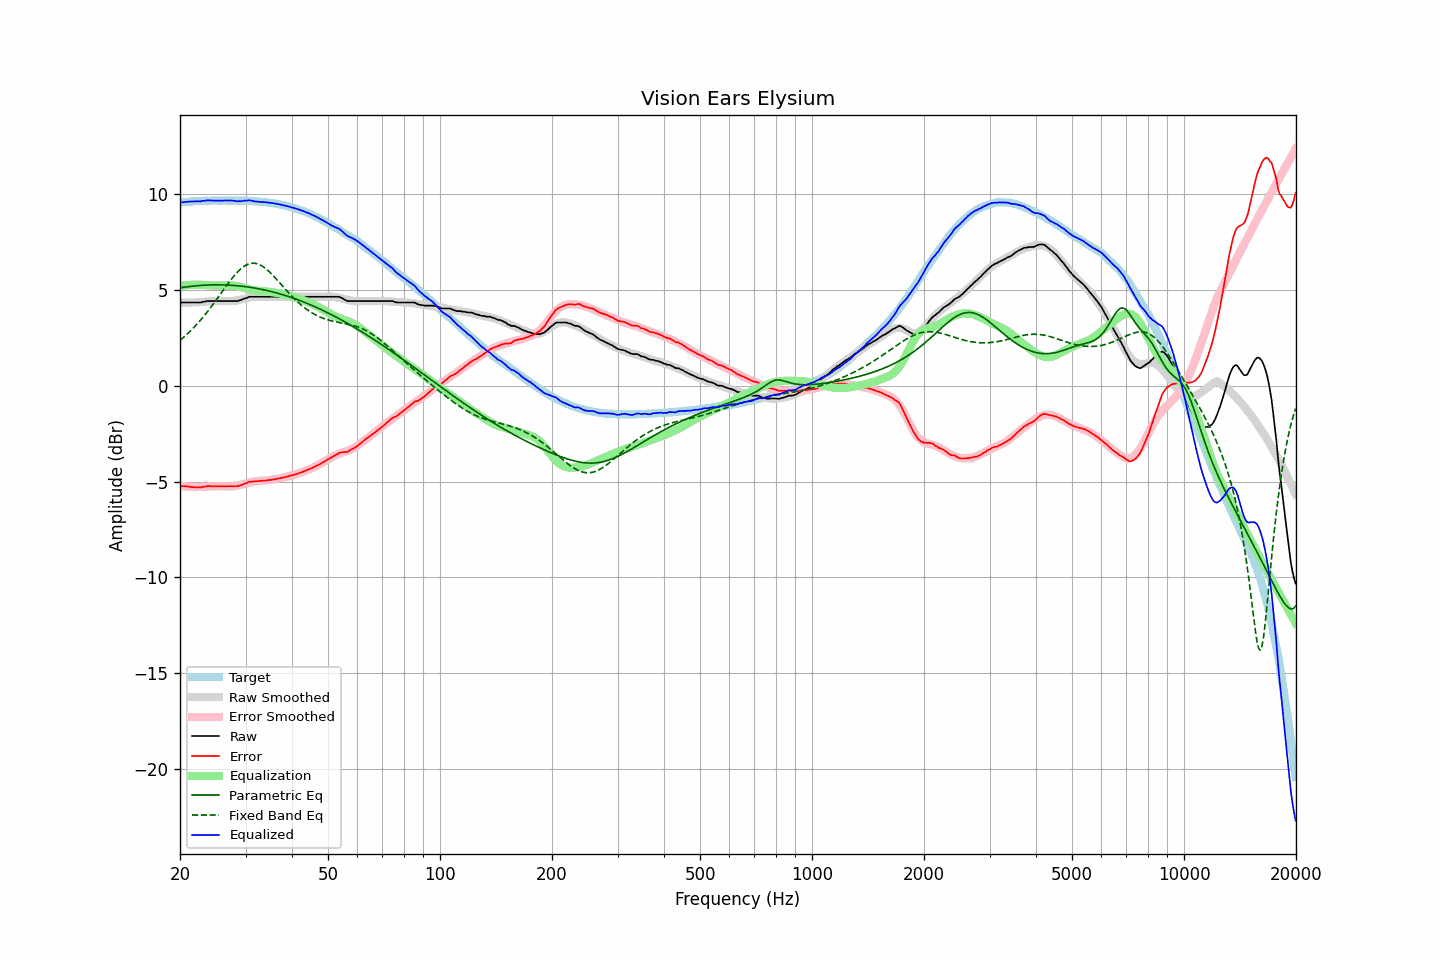 Vision Ears Elysium
Amplitude (dBr)
10
5
0
−5
−10
−15
−20
Target
Raw Smoothed
Error Smoothed
Raw
Error
Equalization
Parametric Eq
Fixed Band Eq
Equalized
20 50 100 200 500 1000 2000 5000 10000 20000
Frequency (Hz)